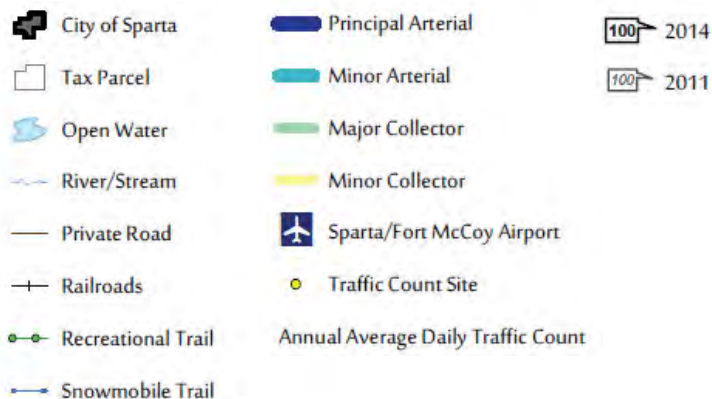 City of Sparta
Tax Parcel
Open Water
River/Stream
Private Road
Railroads
Recreational Trail
Snowmobile Trail
Principal Arterial
Minor Arterial
Major Collector
Minor Collector
Sparta/Fort McCoy Airport
Traffic Count Site
Annual Average Daily Traffic Count
100 2014
100 2011